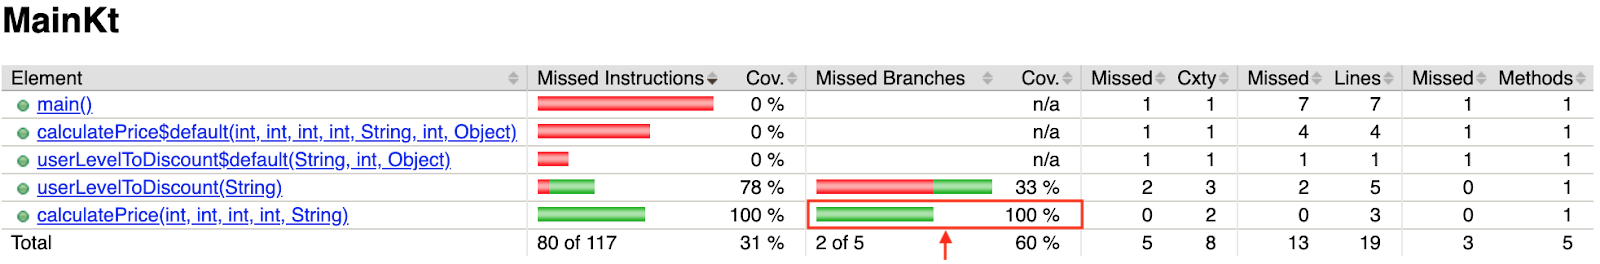 MainKt
Element Missed Instructions Cov. Missed Branches Cov. Missed Cxty Missed Lines Missed Methods
main() 0 % n/a 1 1 7 7 1 1
calculatePrice$default(int, int, int, int, String, int, Object) 0 % n/a 1 1 4 4 1 1
userLevelToDiscount$default(String, int, Object) 0 % n/a 1 1 1 1 1 1
userLevelToDiscount(String) 78 % 33 % 2 3 2 5 0 1
calculatePrice(int, int, int, int, String) 100 % 100 % 0 2 0 3 0 1
Total 80 of 117 31 % 2 of 5 60 % 5 8 13 19 3 5